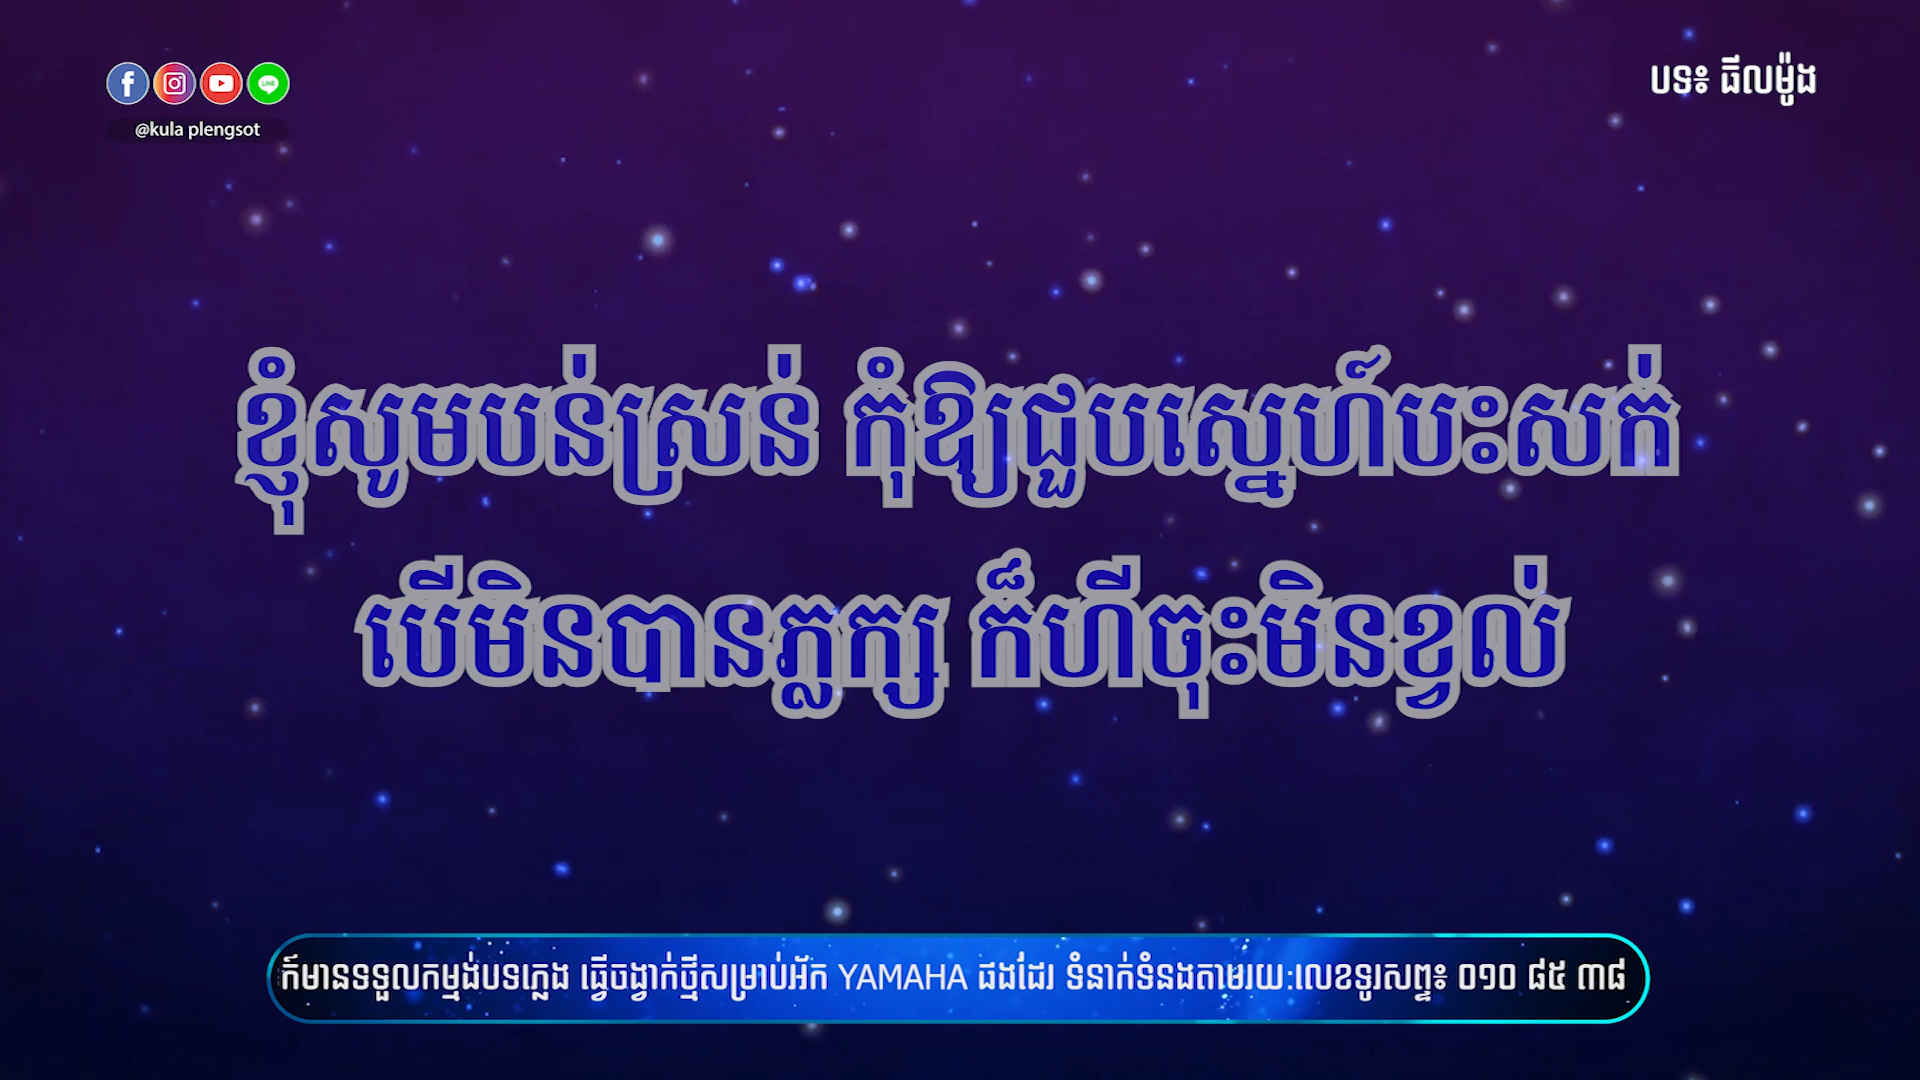 @kula plengsot
បទ៖ ធីលម៉ូង
ខ្ញុំសូមបន់ស្រន់ កុំឱ្យជួបស្នេហ៍បះសក់
បើមិនបានភ្លក្ស ក៏ហីចុះមិនខ្វល់
ក៍មានទទួលកម្មង់បទភ្លេង ធ្វើចង្វាក់ថ្មីសម្រាប់អ័ក YAMAHA ផងដែរ ទំនាក់ទំនងតាមរយៈលេខទូរសព្ទ៖ ០១០ ៨៥ ៣៨